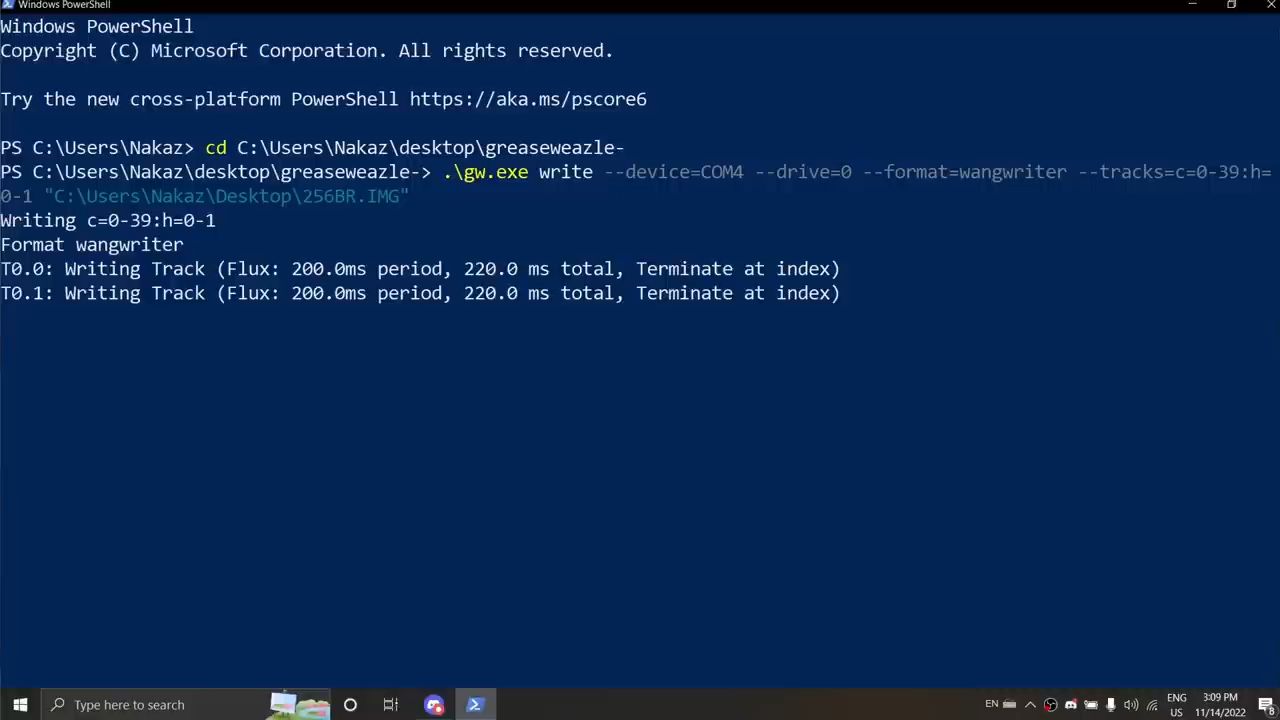 Windows PowerShell
Windows PowerShell
Copyright (C) Microsoft Corporation. All rights reserved.
Try the new cross-platform PowerShell https://aka.ms/pscore6
PS C:\Users\Nakaz> cd C:\Users\Nakaz\desktop\greaseweazle-
PS C:\Users\Nakaz\desktop\greaseweazle-> .\gw.exe write --device=COM4 --drive=0 --format=wangwriter --tracks=c=0-39:h=
0-1 "C:\Users\Nakaz\Desktop\256BR.IMG"
Writing c=0-39:h=0-1
Format wangwriter
T0.0: Writing Track (Flux: 200.0ms period, 220.0 ms total, Terminate at index)
T0.1: Writing Track (Flux: 200.0ms period, 220.0 ms total, Terminate at index)
Type here to search
EN
ENG
US
3:09 PM
11/14/2022
8